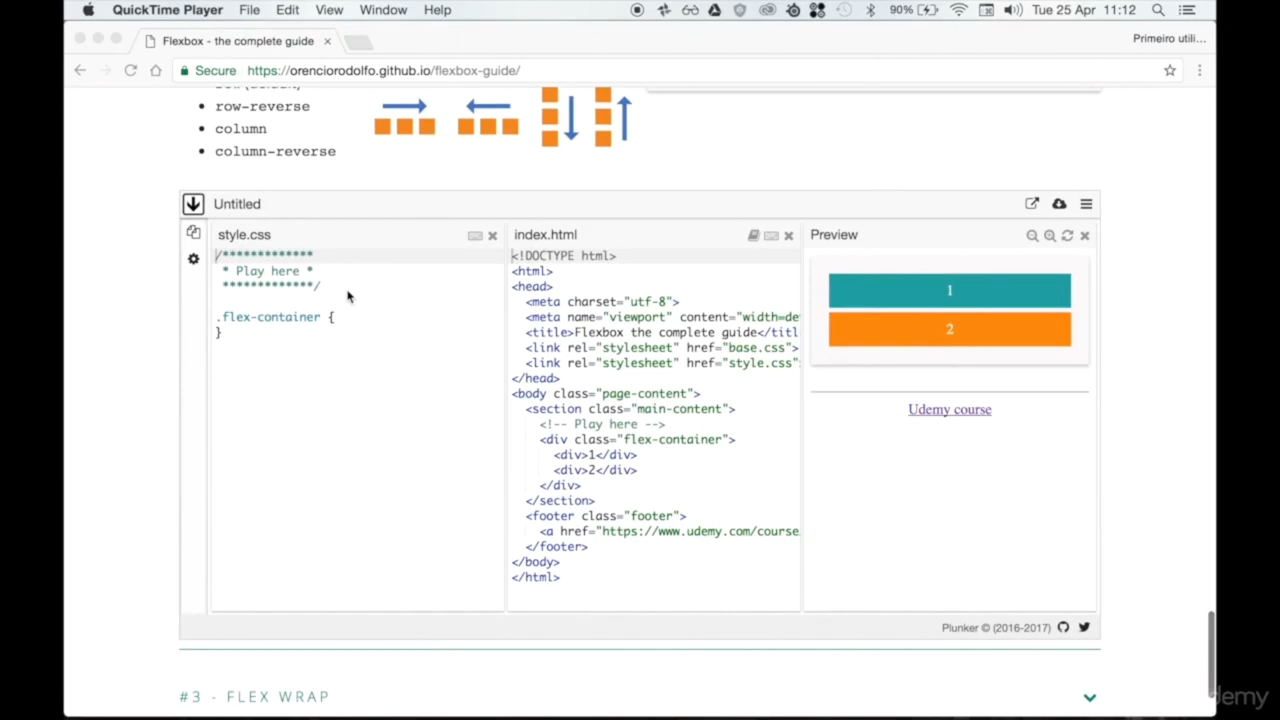 QuickTime Player File Edit View Window Help 90% Tue 25 Apr 11:12
Flexbox - the complete guide × Primeiro utili...
Secure https://orenciorodolfo.github.io/flexbox-guide/
• row-reverse
• column
• column-reverse
Untitled
style.css
/*************
* Play here *
*************/
.flex-container {
}
index.html
<!DOCTYPE html>
<html>
<head>
<meta charset="utf-8">
<meta name="viewport" content="width=de
<title>Flexbox the complete guide</titl
<link rel="stylesheet" href="base.css">
<link rel="stylesheet" href="style.css"
</head>
<body class="page-content">
<section class="main-content">
<!-- Play here -->
<div class="flex-container">
<div>1</div>
<div>2</div>
</div>
</section>
<footer class="footer">
<a href="https://www.udemy.com/course
</footer>
</body>
</html>
Preview
1
2
Udemy course
Plunker © (2016-2017)
#3 - FLEX WRAP
demy